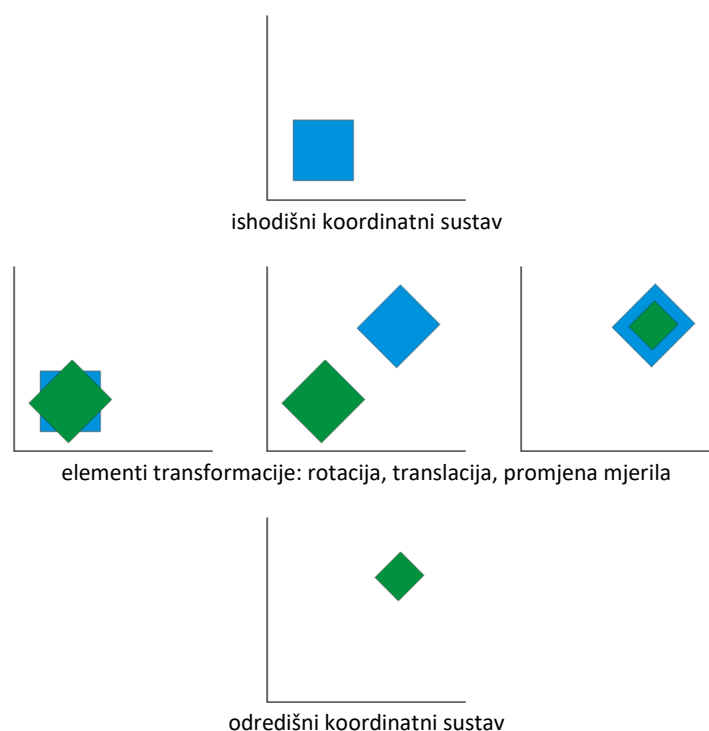 ishodišni koordinatni sustav
elementi transformacije: rotacija, translacija, promjena mjerila
odredišni koordinatni sustav